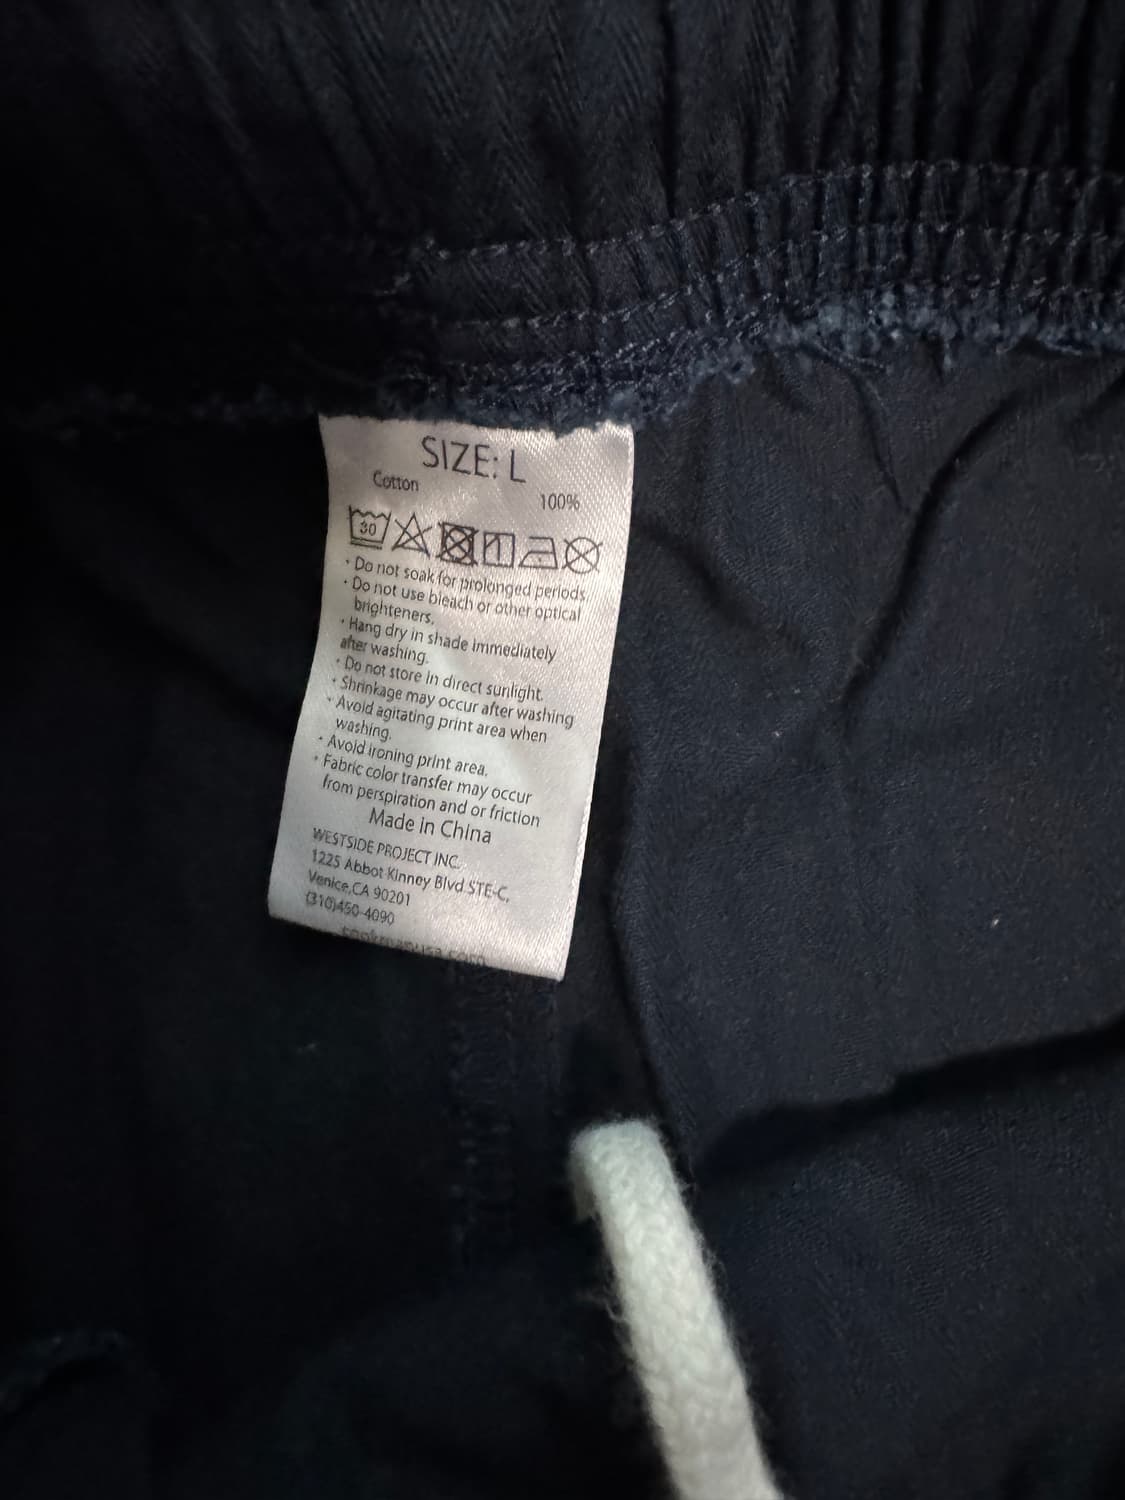 SIZE: L
Cotton 100%
30
• Do not soak for prolonged periods.
• Do not use bleach or other optical
brighteners.
• Hang dry in shade immediately
after washing.
• Do not store in direct sunlight.
• Shrinkage may occur after washing
• Avoid agitating print area when
washing.
• Avoid ironing print area.
• Fabric color transfer may occur
from perspiration and or friction
Made in China
WESTSIDE PROJECT INC.
1225 Abbot Kinney Blvd.STE-C,
Venice,CA 90201
(310)450-4090
cookmanusa.com